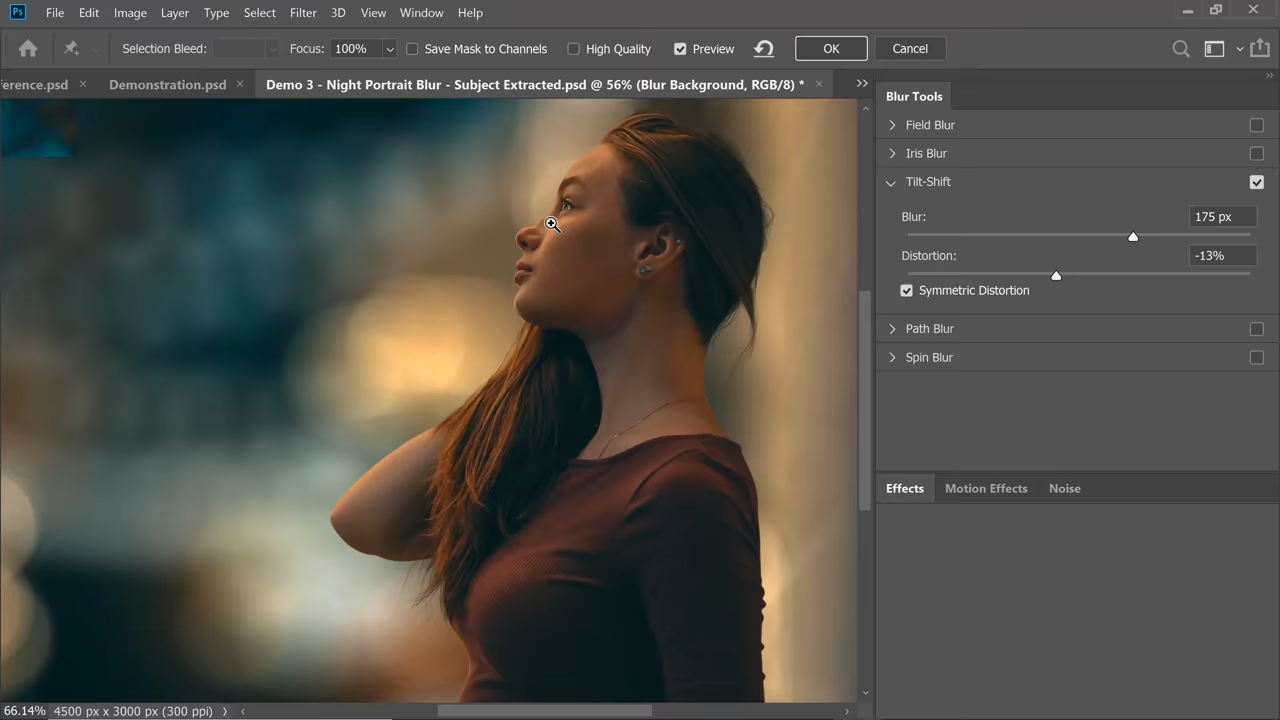 Ps File Edit Image Layer Type Select Filter 3D View Window Help
Selection Bleed: Focus: 100% Save Mask to Channels High Quality Preview OK Cancel
erence.psd × Demonstration.psd × Demo 3 - Night Portrait Blur - Subject Extracted.psd @ 56% (Blur Background, RGB/8) * ×
Blur Tools
Field Blur
Iris Blur
Tilt-Shift
Blur: 175 px
Distortion: -13%
Symmetric Distortion
Path Blur
Spin Blur
Effects Motion Effects Noise
66.14% 4500 px x 3000 px (300 ppi)